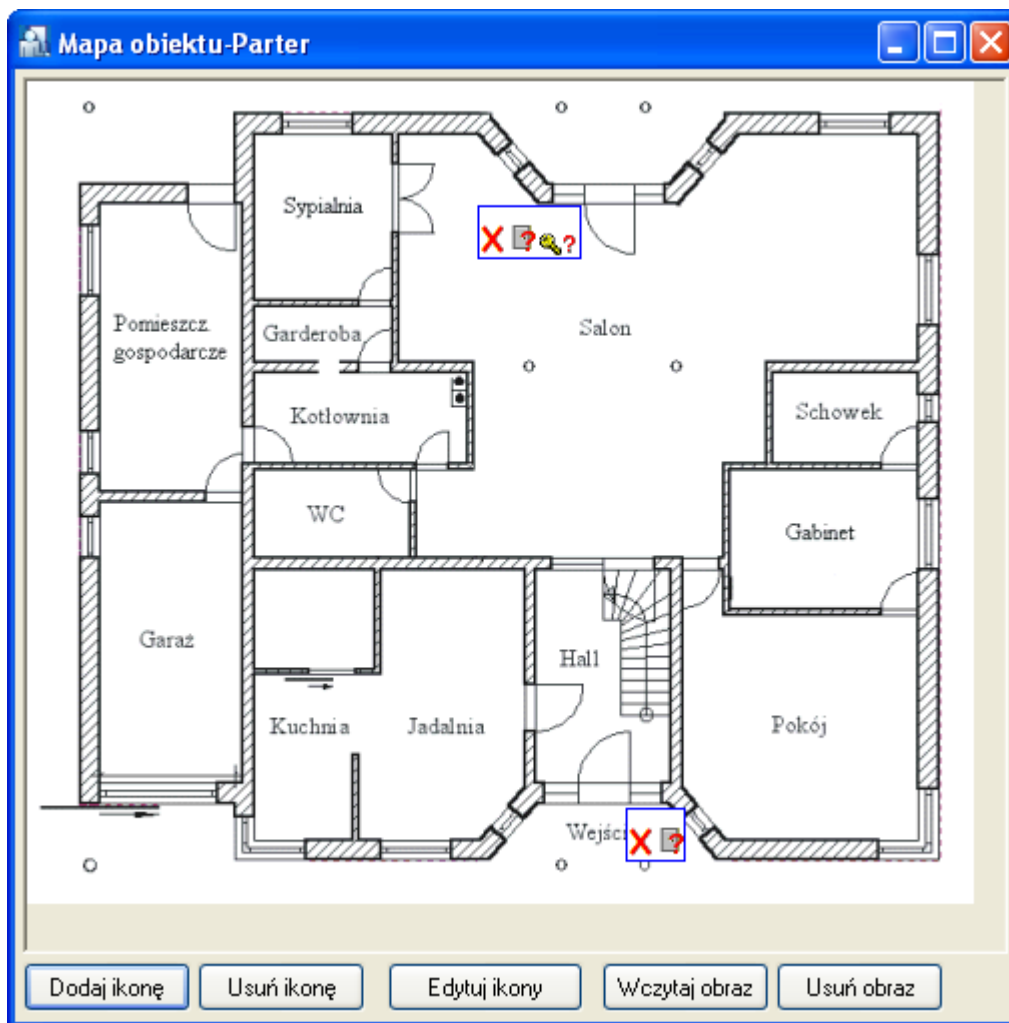 Mapa obiektu-Parter
Sypialnia
Pomieszcz.
gospodarcze
Garderoba
Salon
Kotłownia
Schowek
WC
Gabinet
Garaż
Hall
Kuchnia
Jadalnia
Pokój
Wejści
Dodaj ikonę
Usuń ikonę
Edytuj ikony
Wczytaj obraz
Usuń obraz